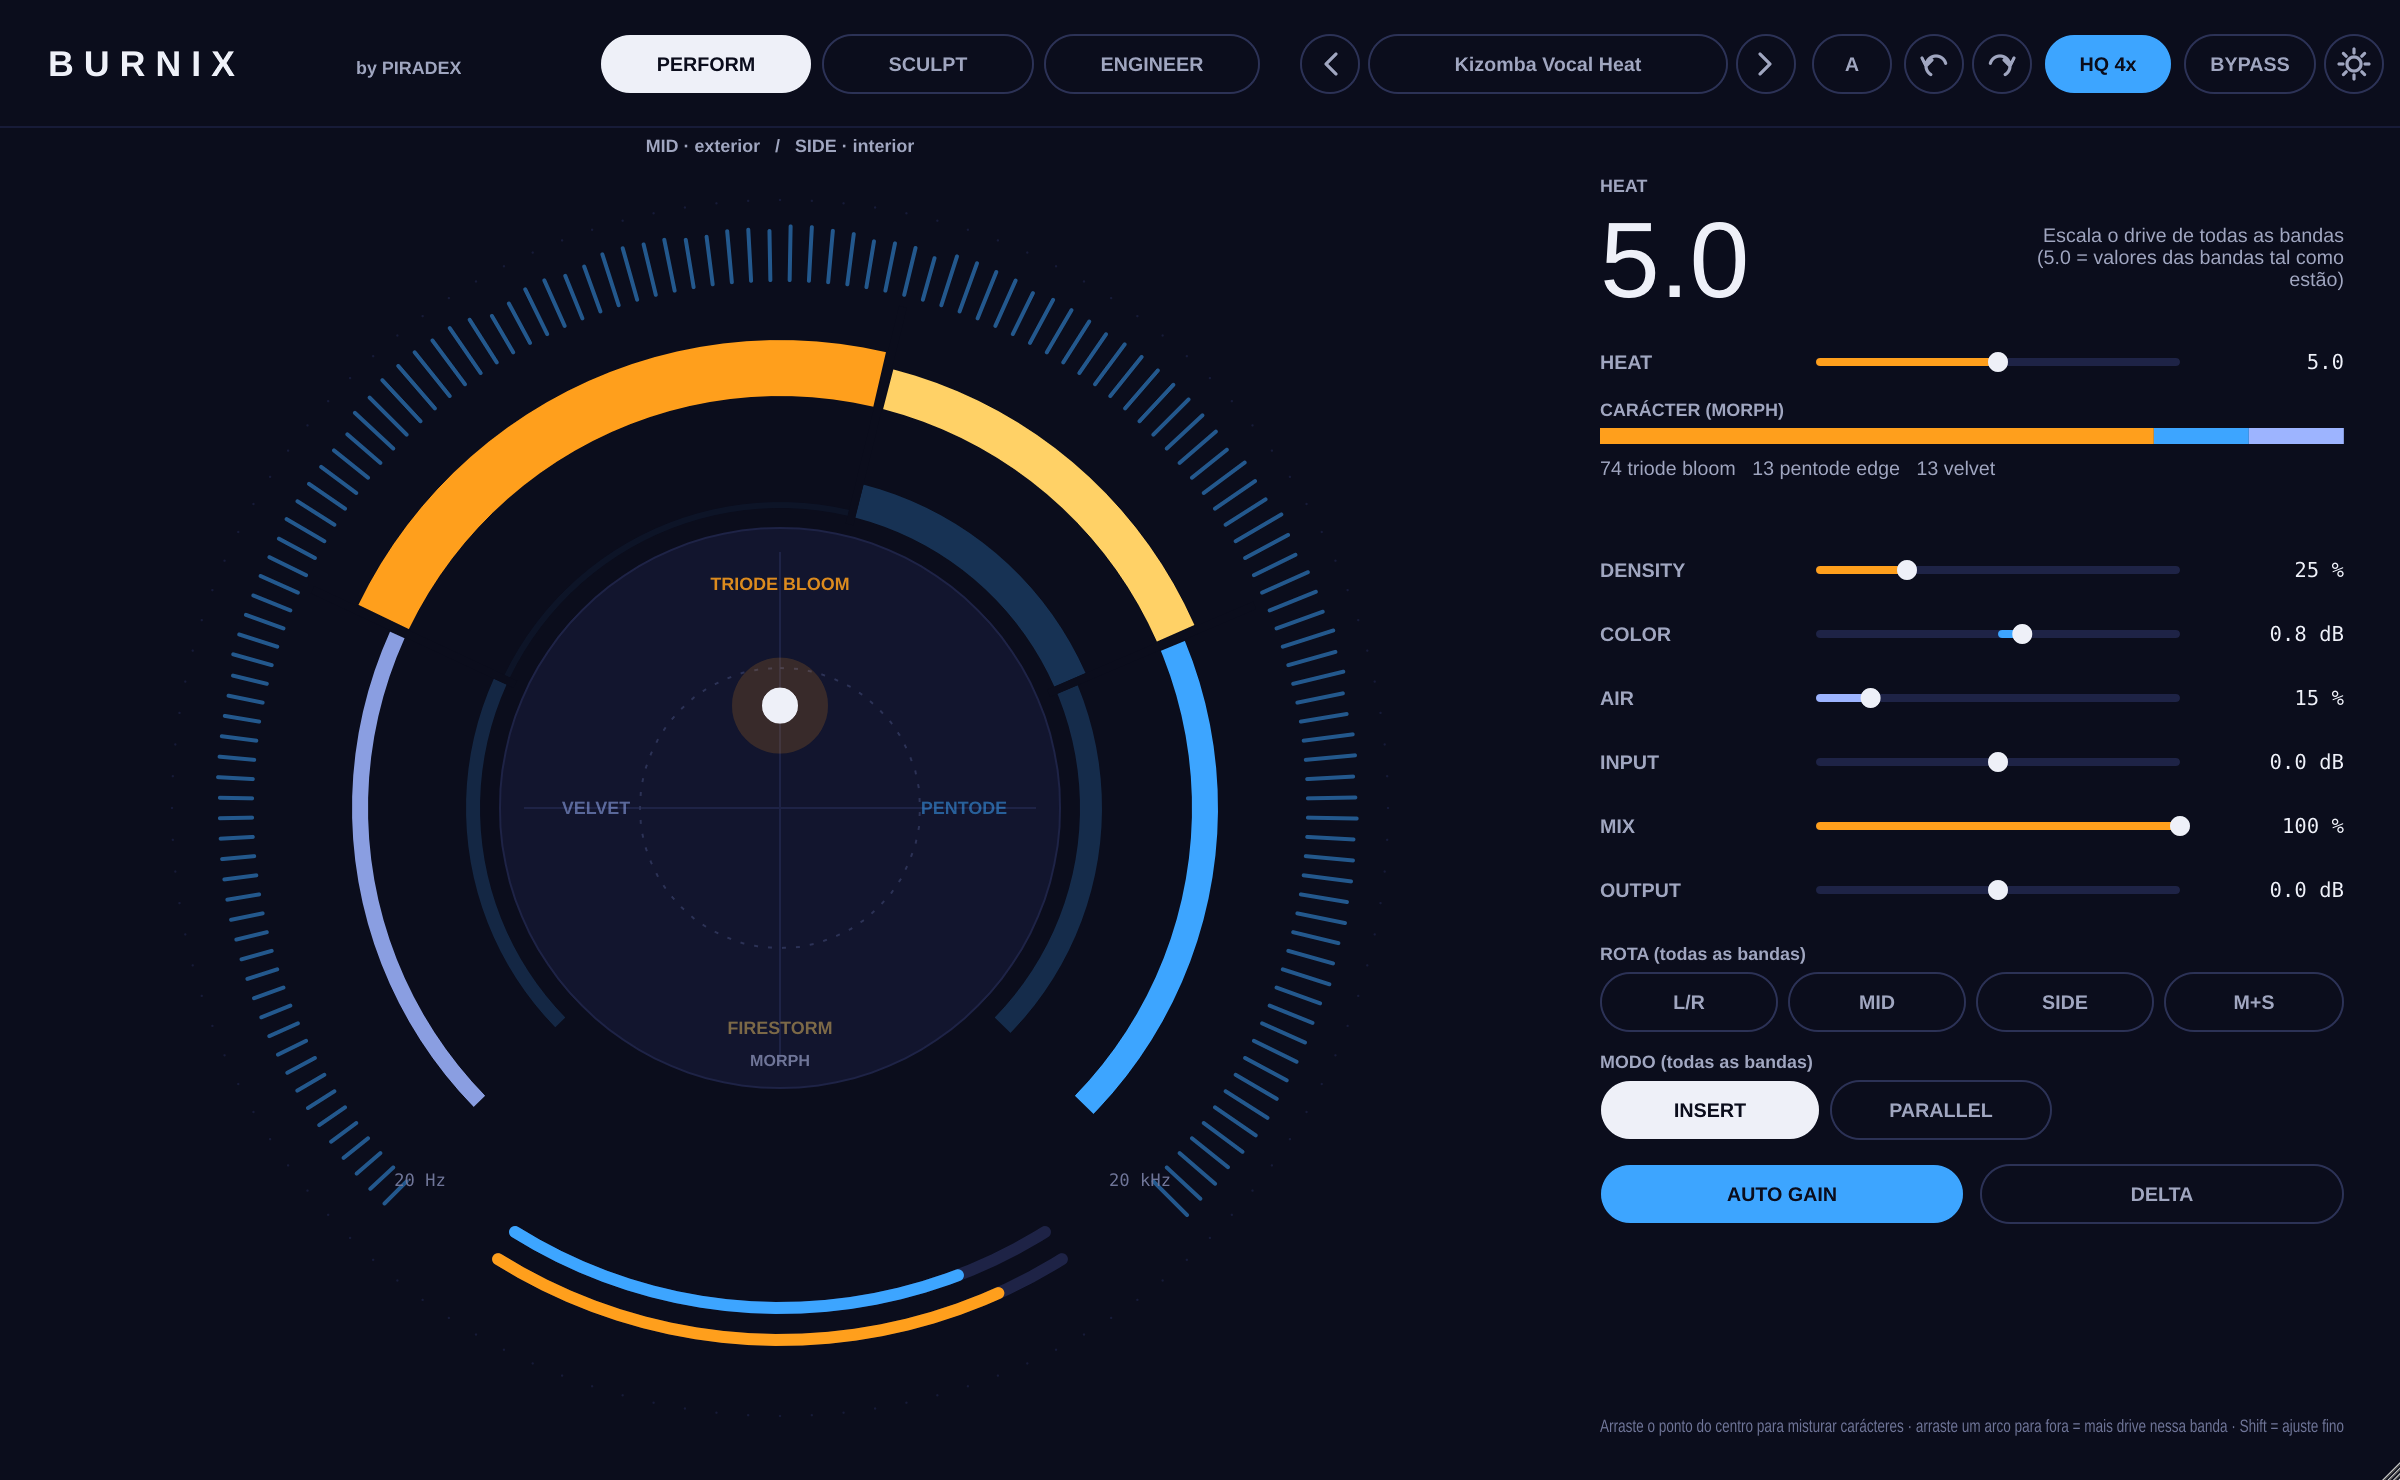 BURNIX
by PIRADEX
PERFORM
SCULPT
ENGINEER
Kizomba Vocal Heat
A
HQ 4x
BYPASS
MID · exterior / SIDE · interior
TRIODE BLOOM
VELVET
PENTODE
FIRESTORM
MORPH
20 Hz
20 kHz
HEAT
5.0
Escala o drive de todas as bandas
(5.0 = valores das bandas tal como
estão)
HEAT
5.0
CARÁCTER (MORPH)
74 triode bloom 13 pentode edge 13 velvet
DENSITY
25 %
COLOR
0.8 dB
AIR
15 %
INPUT
0.0 dB
MIX
100 %
OUTPUT
0.0 dB
ROTA (todas as bandas)
L/R
MID
SIDE
M+S
MODO (todas as bandas)
INSERT
PARALLEL
AUTO GAIN
DELTA
Arraste o ponto do centro para misturar carácteres · arraste um arco para fora = mais drive nessa banda · Shift = ajuste fino